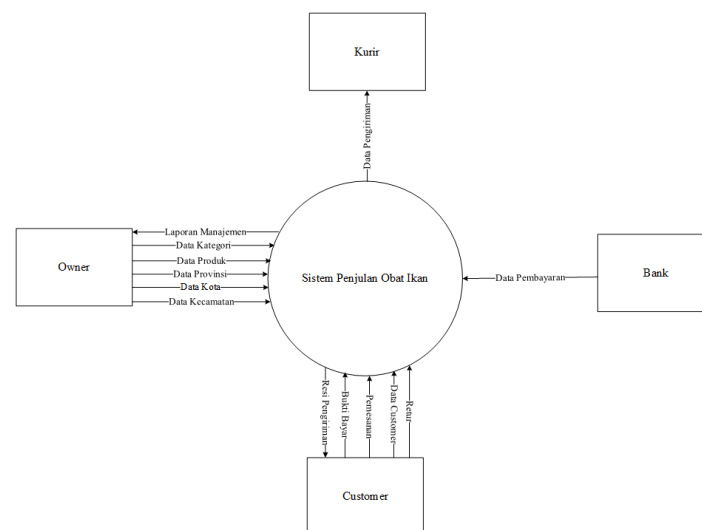 Kurir
Data Pengiriman
Laporan Manajemen
Data Kategori
Data Produk
Data Provinsi
Data Kota
Data Kecamatan
Owner
Sistem Penjulan Obat Ikan
Data Pembayaran
Bank
Resi Pengiriman
Bukti Bayar
Pemesanan
Data Customer
Retur
Customer